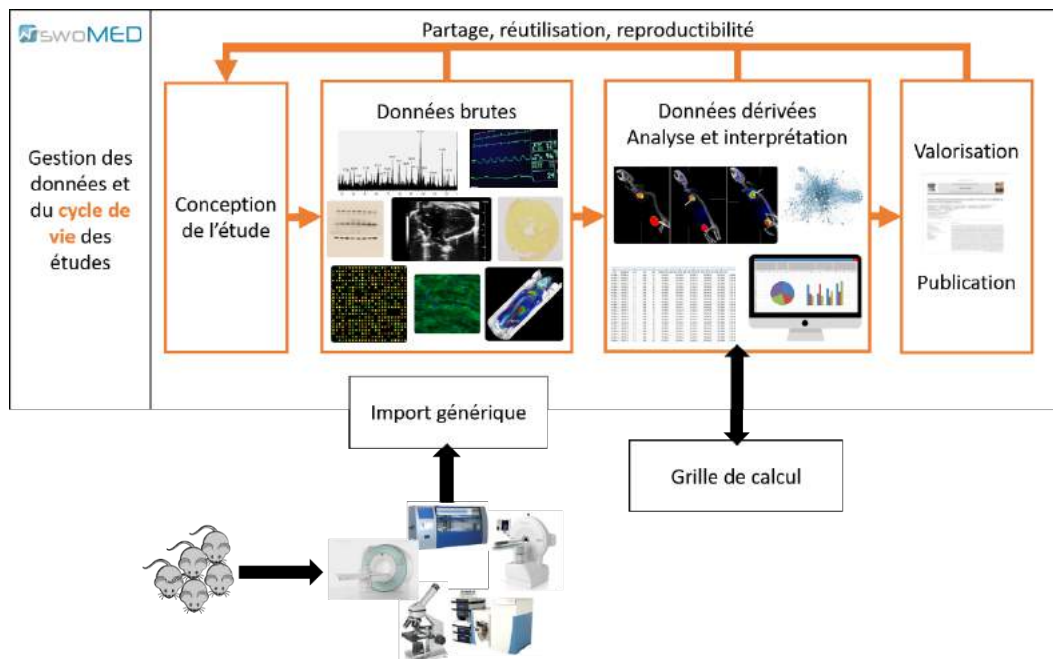 swoMED
Partage, réutilisation, reproductibilité
Gestion des
données et
du cycle de
vie des
études
Conception
de l'étude
Données brutes
Données dérivées
Analyse et interprétation
Valorisation
Publication
Import générique
Grille de calcul